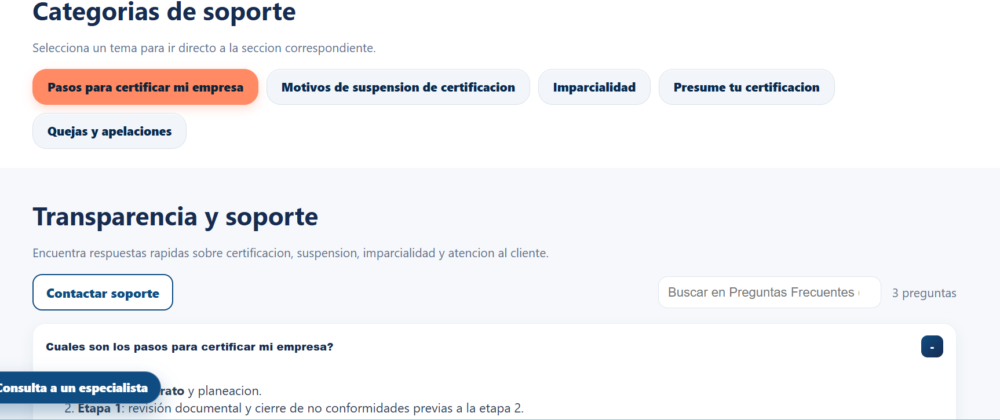 Categorias de soporte
Selecciona un tema para ir directo a la seccion correspondiente.
Pasos para certificar mi empresa
Motivos de suspension de certificacion
Imparcialidad
Presume tu certificacion
Quejas y apelaciones
Transparencia y soporte
Encuentra respuestas rapidas sobre certificacion, suspension, imparcialidad y atencion al cliente.
Contactar soporte
Buscar en Preguntas Frecuentes
3 preguntas
Cuales son los pasos para certificar mi empresa?
-
Consulta a un especialista
rato y planeacion.
2. Etapa 1: revisión documental y cierre de no conformidades previas a la etapa 2.